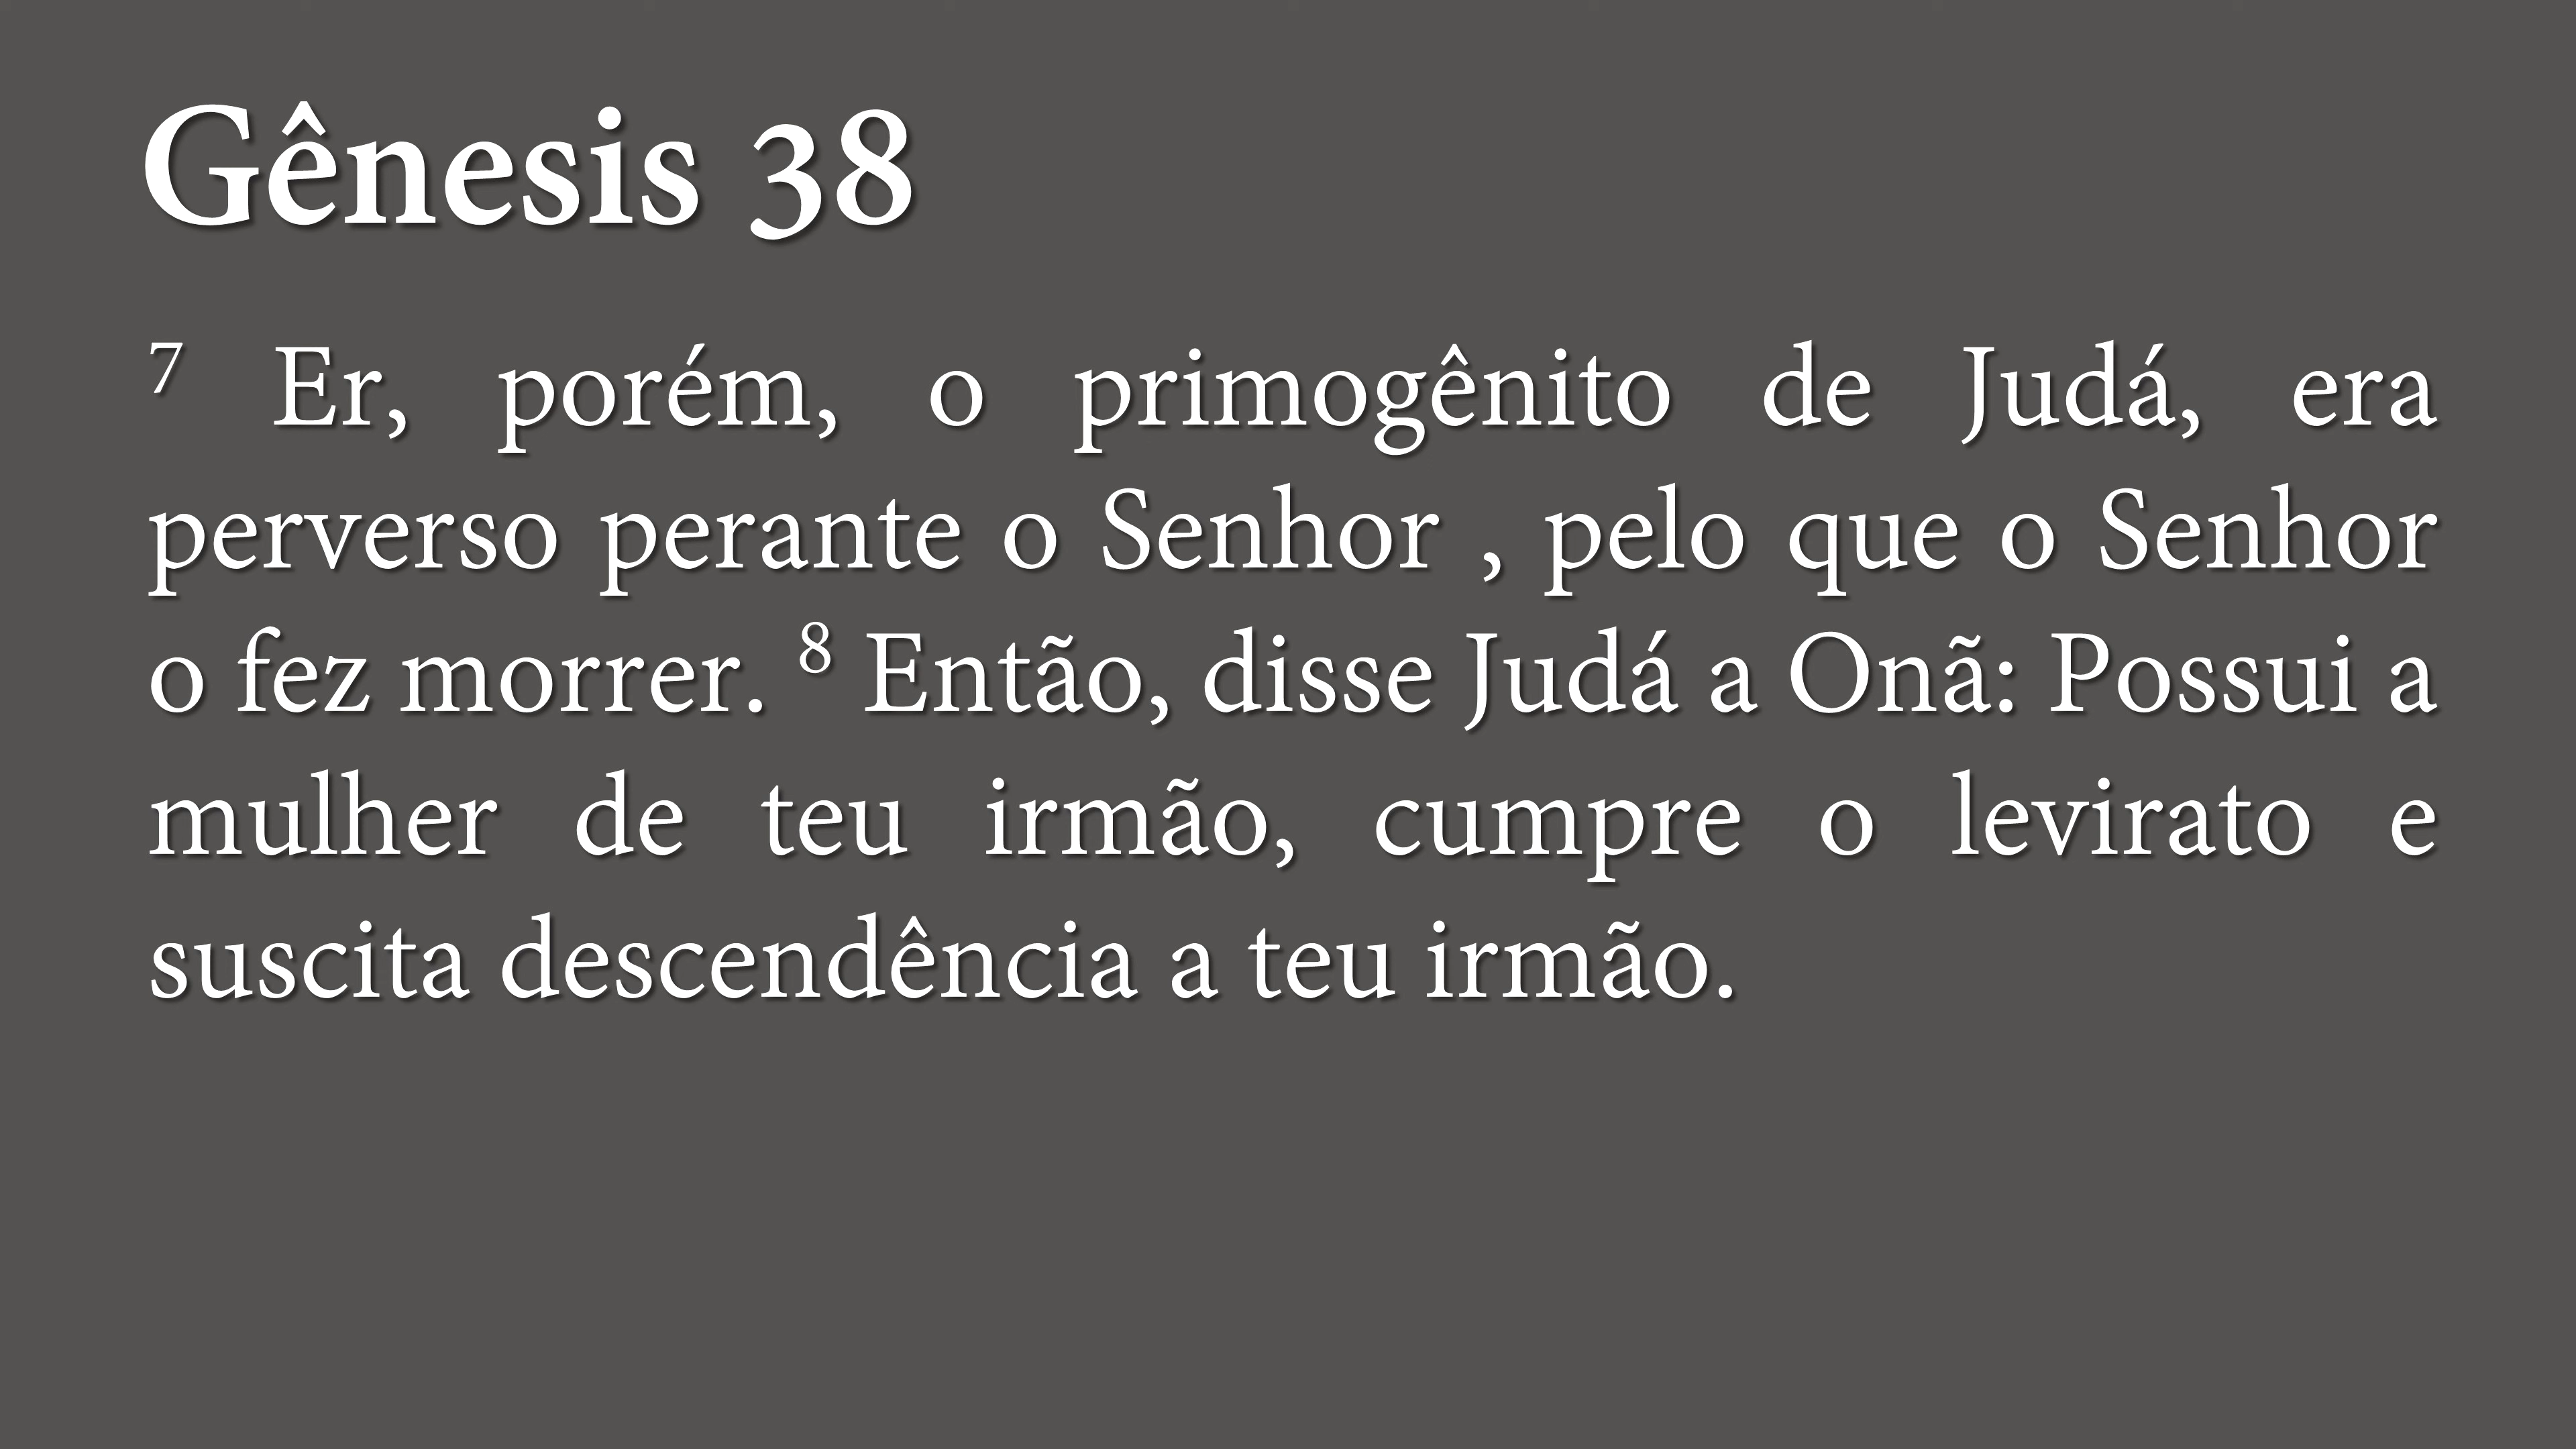 Gênesis 38
7 Er, porém, o primogênito de Judá, era
perverso perante o Senhor , pelo que o Senhor
o fez morrer. 8 Então, disse Judá a Onã: Possui a
mulher de teu irmão, cumpre o levirato e
suscita descendência a teu irmão.